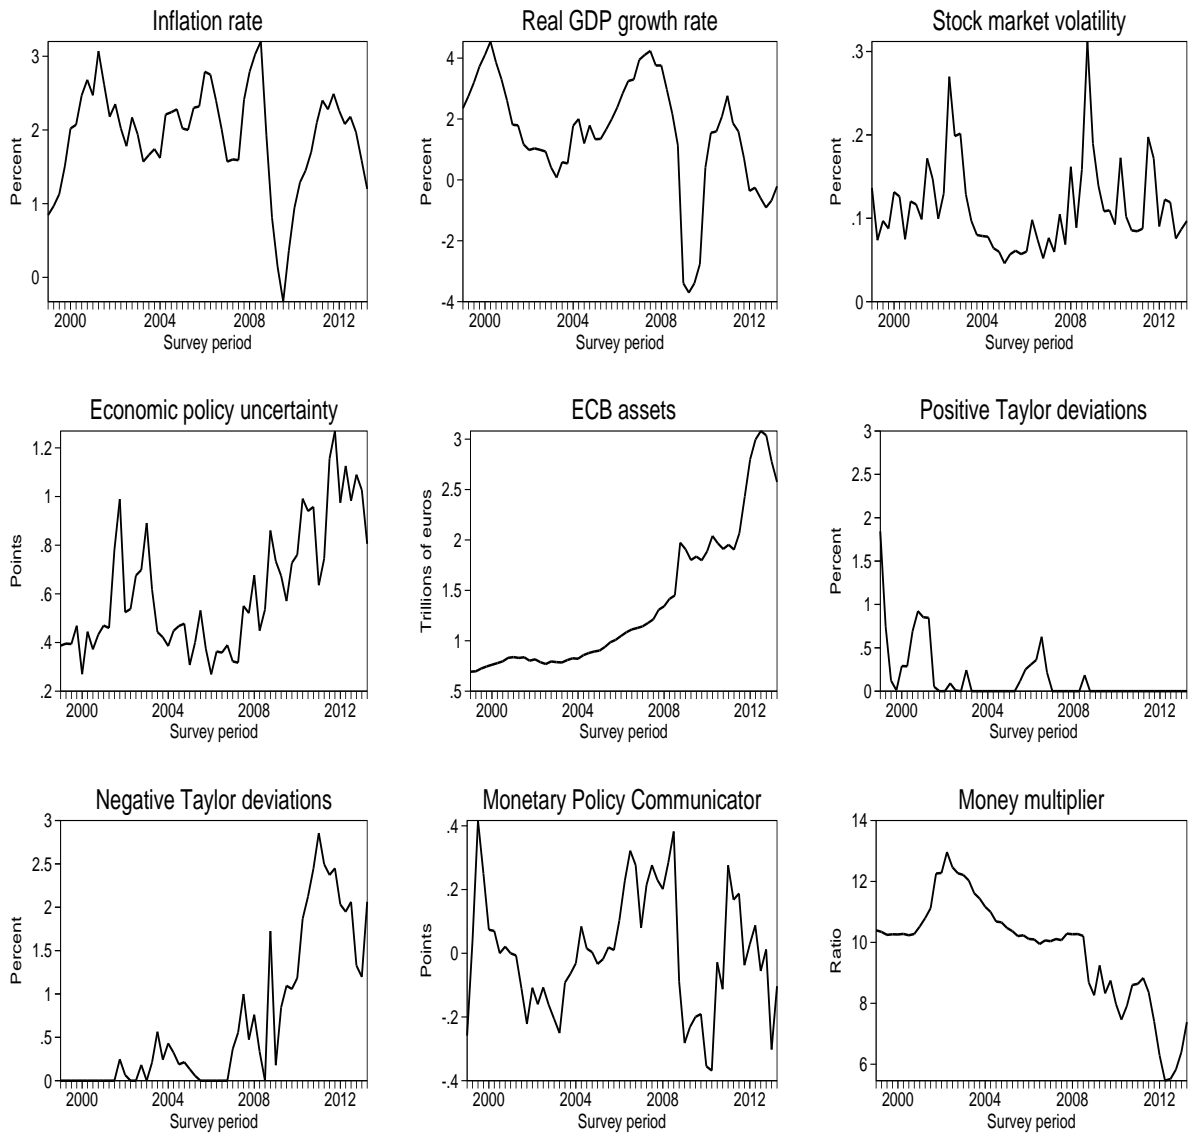 Inflation rate
Percent
3
2
1
0
2000 2004 2008 2012
Survey period
Real GDP growth rate
Percent
4
2
0
-2
-4
2000 2004 2008 2012
Survey period
Stock market volatility
Percent
.3
.2
.1
0
2000 2004 2008 2012
Survey period
Economic policy uncertainty
Points
1.2
1
.8
.6
.4
.2
2000 2004 2008 2012
Survey period
ECB assets
Trillions of euros
3
2.5
2
1.5
1
.5
2000 2004 2008 2012
Survey period
Positive Taylor deviations
Percent
3
2.5
2
1.5
1
.5
0
2000 2004 2008 2012
Survey period
Negative Taylor deviations
Percent
3
2.5
2
1.5
1
.5
0
2000 2004 2008 2012
Survey period
Monetary Policy Communicator
Points
.4
.2
0
-.2
-.4
2000 2004 2008 2012
Survey period
Money multiplier
Ratio
14
12
10
8
6
2000 2004 2008 2012
Survey period